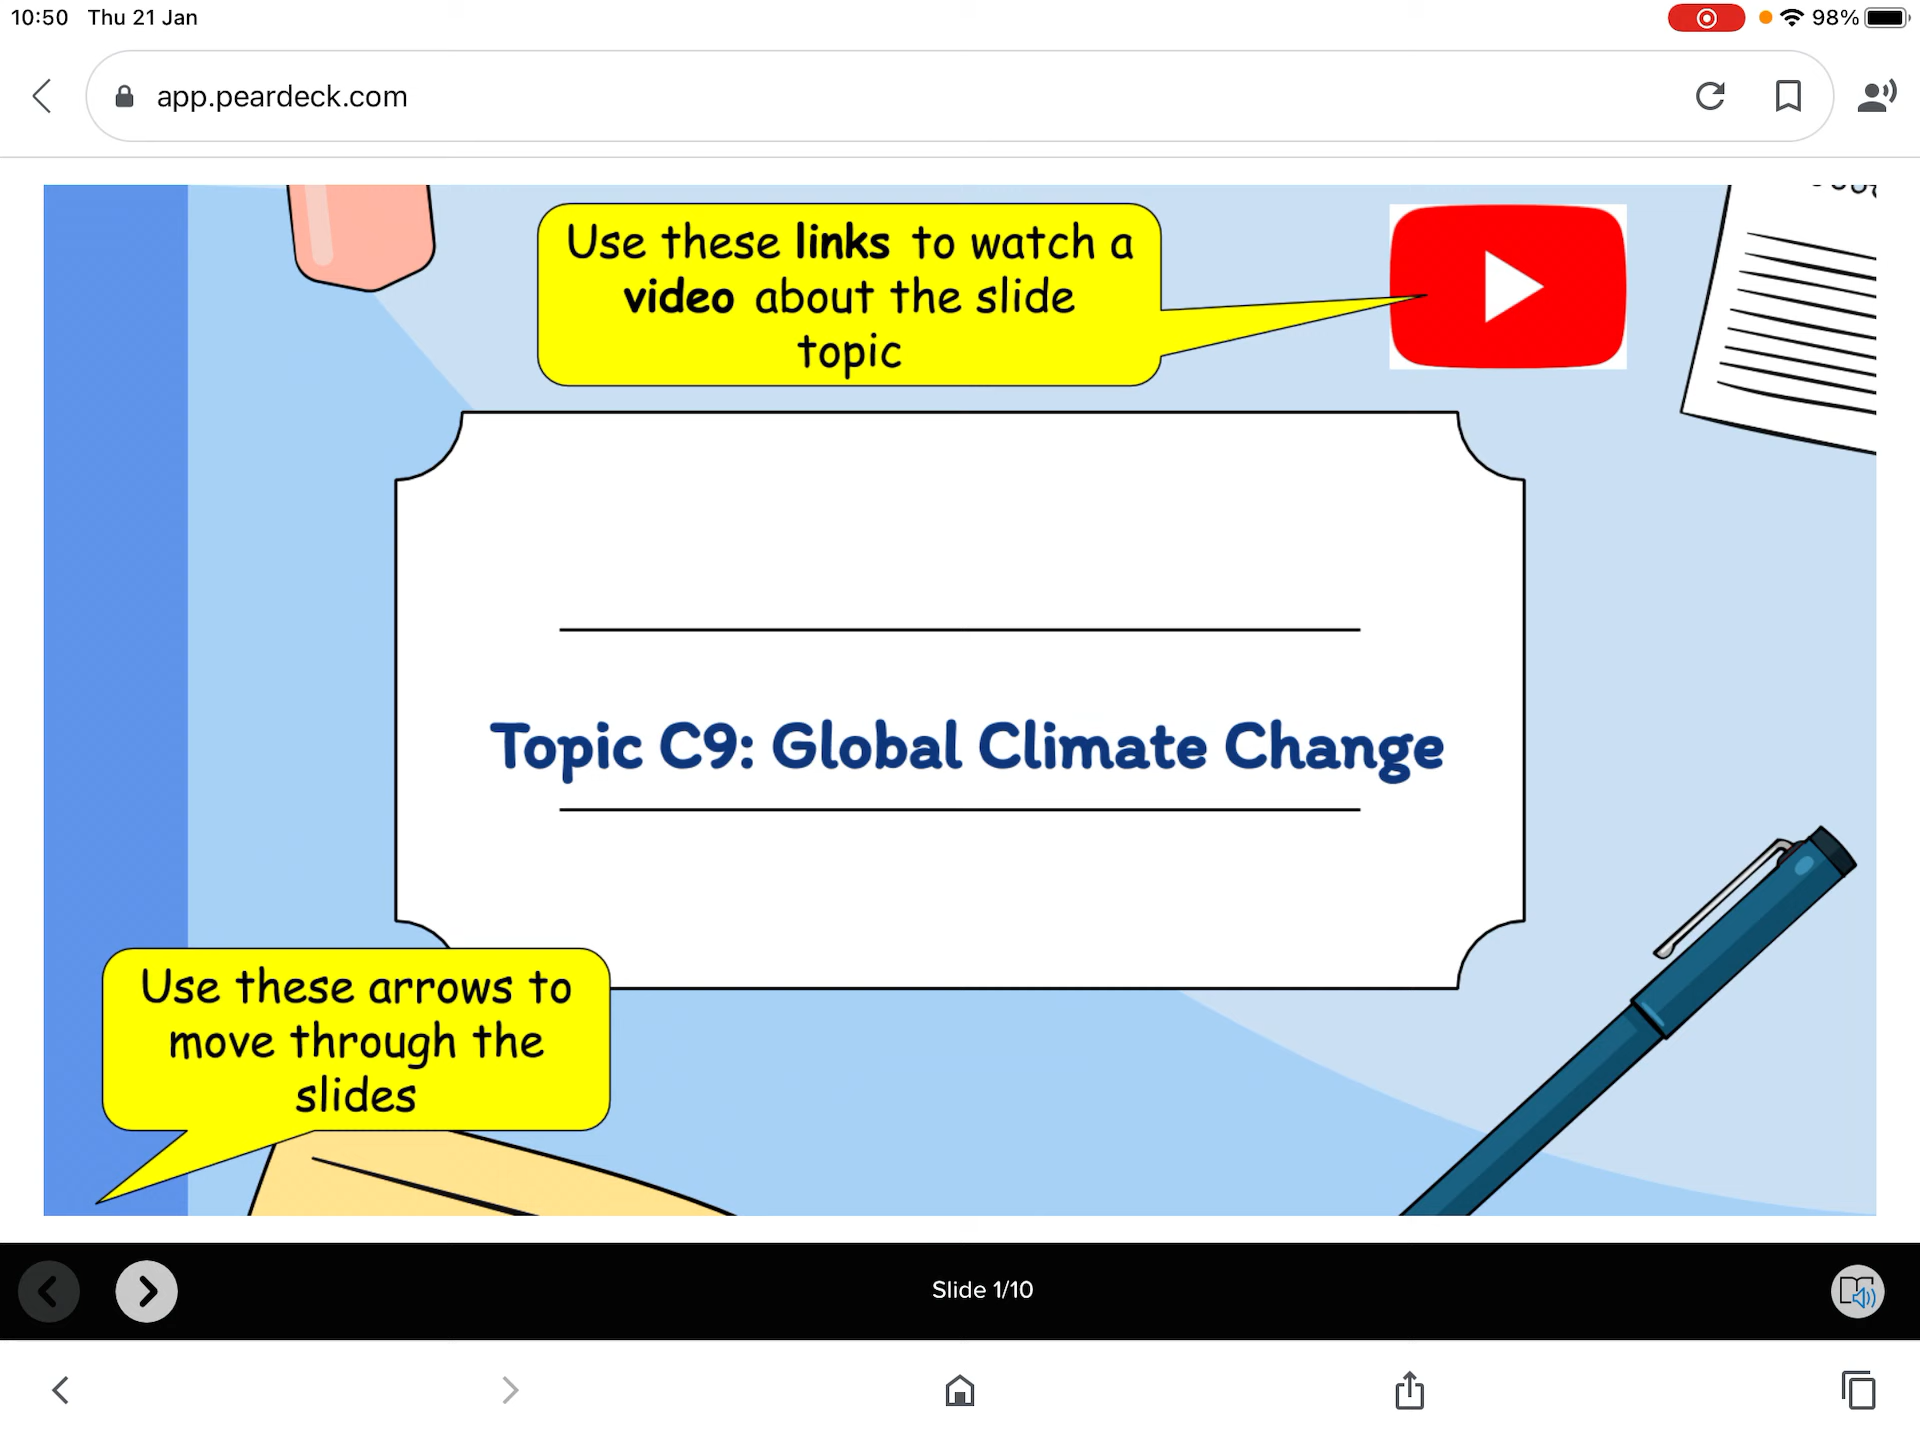 10:50 Thu 21 Jan
98%
app.peardeck.com
Use these links to watch a
video about the slide
topic
Topic C9: Global Climate Change
Use these arrows to
move through the
slides
Slide 1/10